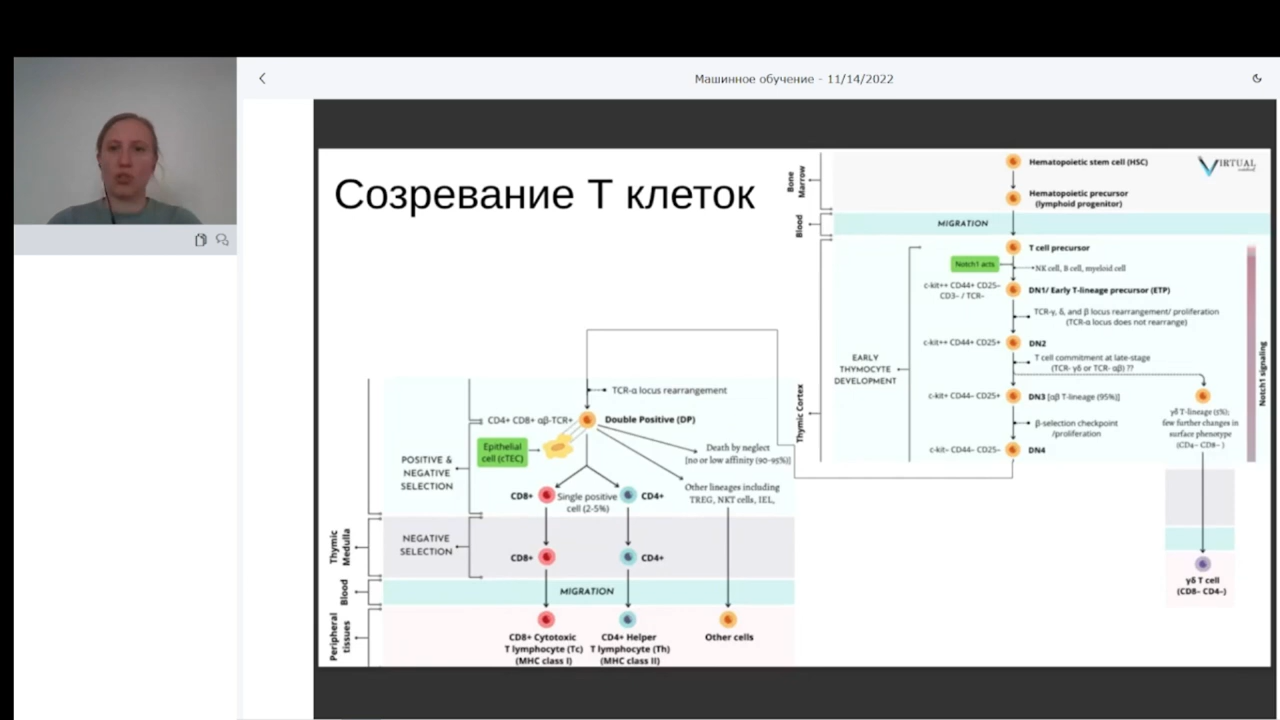 Машинное обучение - 11/14/2022
Созревание Т клеток
VIRTUAL
Bone
Marrow
Hematopoietic stem cell (HSC)
Hematopoietic precursor
(lymphoid progenitor)
Blood
MIGRATION
T cell precursor
Notch1 acts
NK cell, B cell, myeloid cell
c-kit++ CD44+ CD25–
CD3– / TCR–
DN1/ Early T-lineage precursor (ETP)
TCR-γ, δ, and β locus rearrangement/ proliferation
(TCR-α locus does not rearrange)
c-kit++ CD44+ CD25+
DN2
T cell commitment at late-stage
(TCR- γδ or TCR- αβ) ??
EARLY
THYMOCYTE
DEVELOPMENT
Thymic Cortex
Notch1 signaling
c-kit+ CD44– CD25+
DN3 [αβ T-lineage (95%)]
β-selection checkpoint
/proliferation
c-kit– CD44– CD25–
DN4
γδ T-lineage (5%);
few further changes in
surface phenotype
(CD4– CD8– )
γδ T cell
(CD8– CD4–)
TCR-α locus rearrangement
CD4+ CD8+ αβ-TCR+
Double Positive (DP)
Epithelial
cell (cTEC)
Death by neglect
[no or low affinity (90-95%)]
POSITIVE &
NEGATIVE
SELECTION
Other lineages including
TREG, NKT cells, IEL,
CD8+
Single positive
cell (2-5%)
CD4+
Thymic
Medulla
NEGATIVE
SELECTION
CD8+
CD4+
Blood
MIGRATION
Peripheral
tissues
CD8+ Cytotoxic
T lymphocyte (Tc)
(MHC class I)
CD4+ Helper
T lymphocyte (Th)
(MHC class II)
Other cells